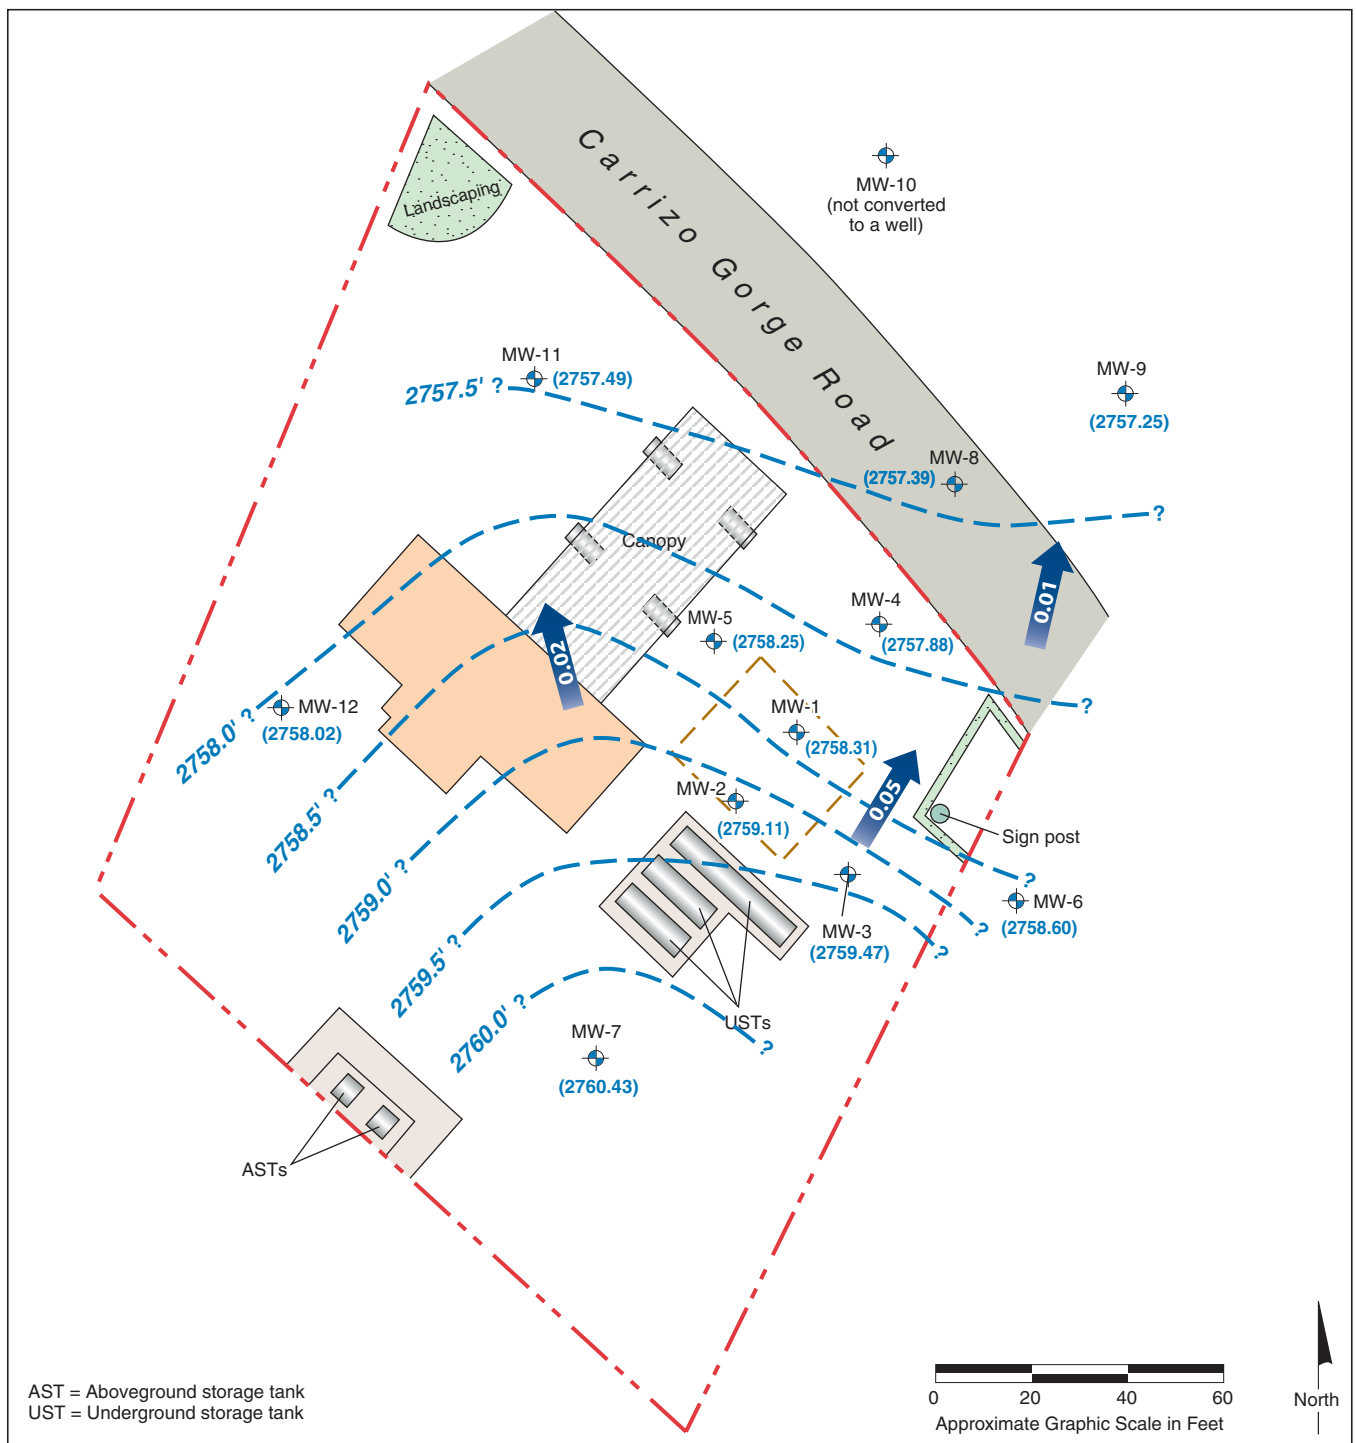 Carrizo Gorge Road
Landscaping
MW-10
(not converted
to a well)
MW-11
(2757.49)
2757.5' ?
MW-9
(2757.25)
MW-8
(2757.39)
?
Canopy
MW-5
(2758.25)
MW-4
(2757.88)
0.01
0.02
MW-12
(2758.02)
2758.0' ?
?
MW-1
(2758.31)
2758.5' ?
MW-2
(2759.11)
0.05
Sign post
?
2759.0' ?
MW-6
(2758.60)
?
MW-3
(2759.47)
?
2759.5' ?
2760.0' ?
USTs
?
MW-7
(2760.43)
ASTs
AST = Aboveground storage tank
UST = Underground storage tank
0 20 40 60
Approximate Graphic Scale in Feet
North